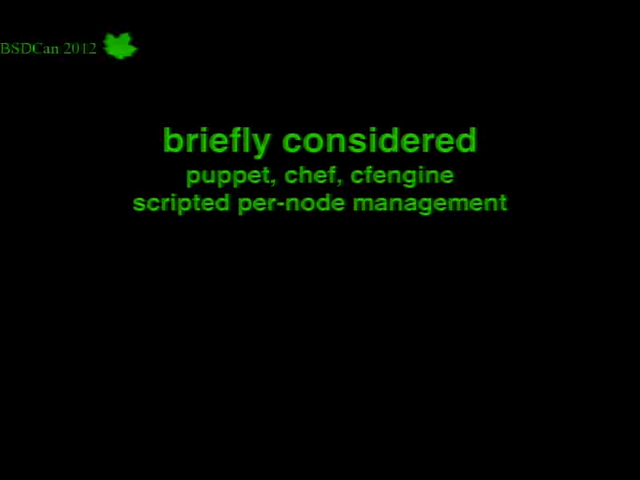 BSDCan 2012
briefly considered
puppet, chef, cfengine
scripted per-node management